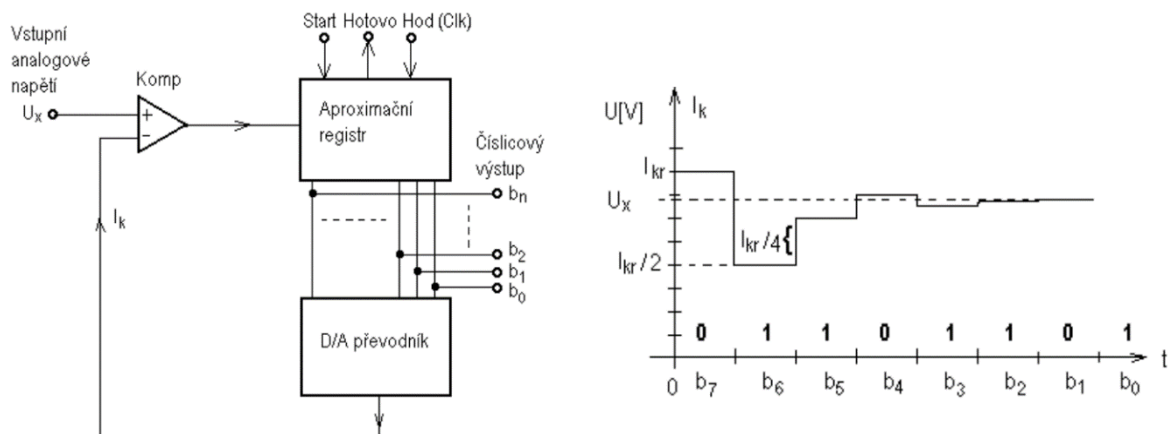 Start Hotovo Hod (Clk)
Vstupní
analogové
napětí
Uₓ
Komp
+
−
Aproximační
registr
Číslicový
výstup
bₙ
b₂
b₁
b₀
Iₖ
D/A převodník
U[V]
Iₖ
Iₖᵣ
Uₓ
Iₖᵣ/4{
Iₖᵣ/2
0 1 1 0 1 1 0 1
t
0 b₇ b₆ b₅ b₄ b₃ b₂ b₁ b₀